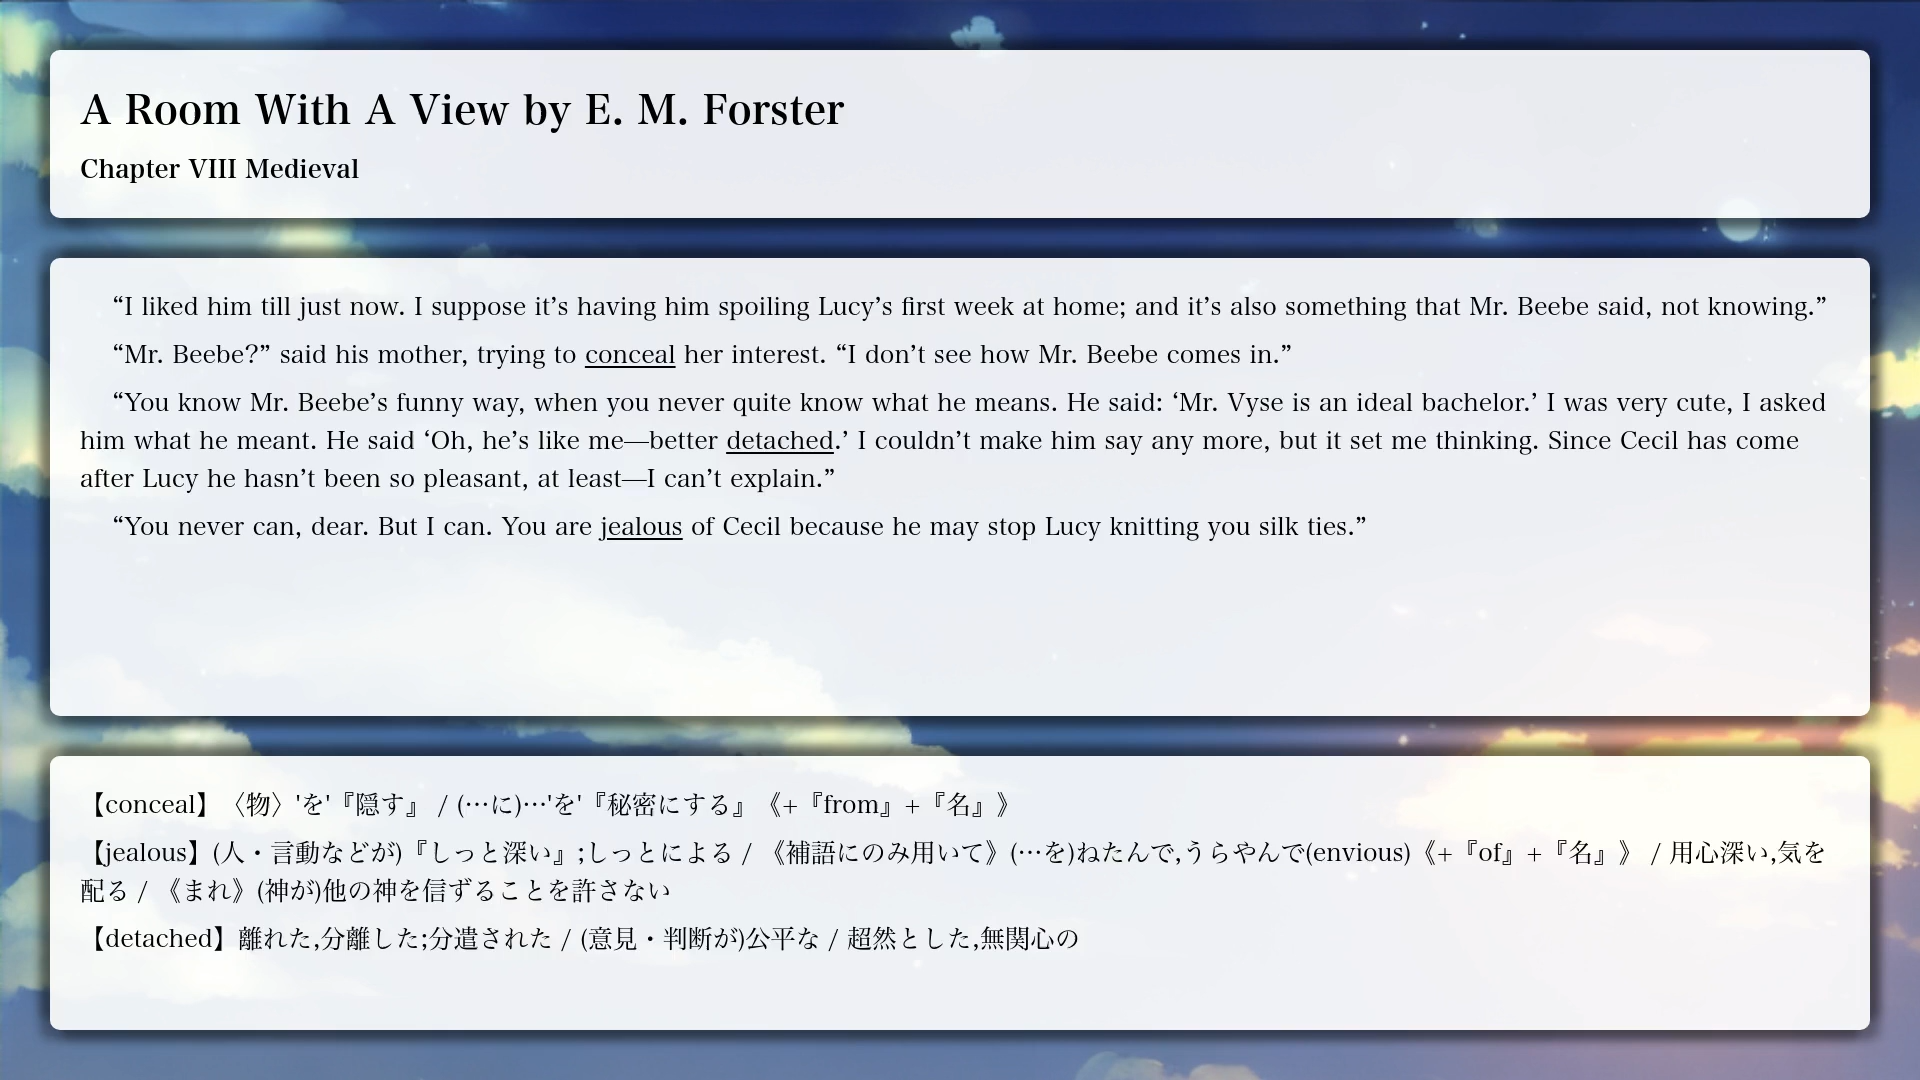 A Room With A View by E. M. Forster
Chapter VIII Medieval
“I liked him till just now. I suppose it’s having him spoiling Lucy’s first week at home; and it’s also something that Mr. Beebe said, not knowing.”
“Mr. Beebe?” said his mother, trying to conceal her interest. “I don’t see how Mr. Beebe comes in.”
“You know Mr. Beebe’s funny way, when you never quite know what he means. He said: ‘Mr. Vyse is an ideal bachelor.’ I was very cute, I asked
him what he meant. He said ‘Oh, he’s like me—better detached.’ I couldn’t make him say any more, but it set me thinking. Since Cecil has come
after Lucy he hasn’t been so pleasant, at least—I can’t explain.”
“You never can, dear. But I can. You are jealous of Cecil because he may stop Lucy knitting you silk ties.”
【conceal】〈物〉'を'『隠す』 / (…に)…'を'『秘密にする』《+『from』+『名』》
【jealous】(人・言動などが)『しっと深い』;しっとによる / 《補語にのみ用いて》(…を)ねたんで,うらやんで(envious)《+『of』+『名』》 / 用心深い,気を
配る / 《まれ》(神が)他の神を信ずることを許さない
【detached】離れた,分離した;分遣された / (意見・判断が)公平な / 超然とした,無関心の